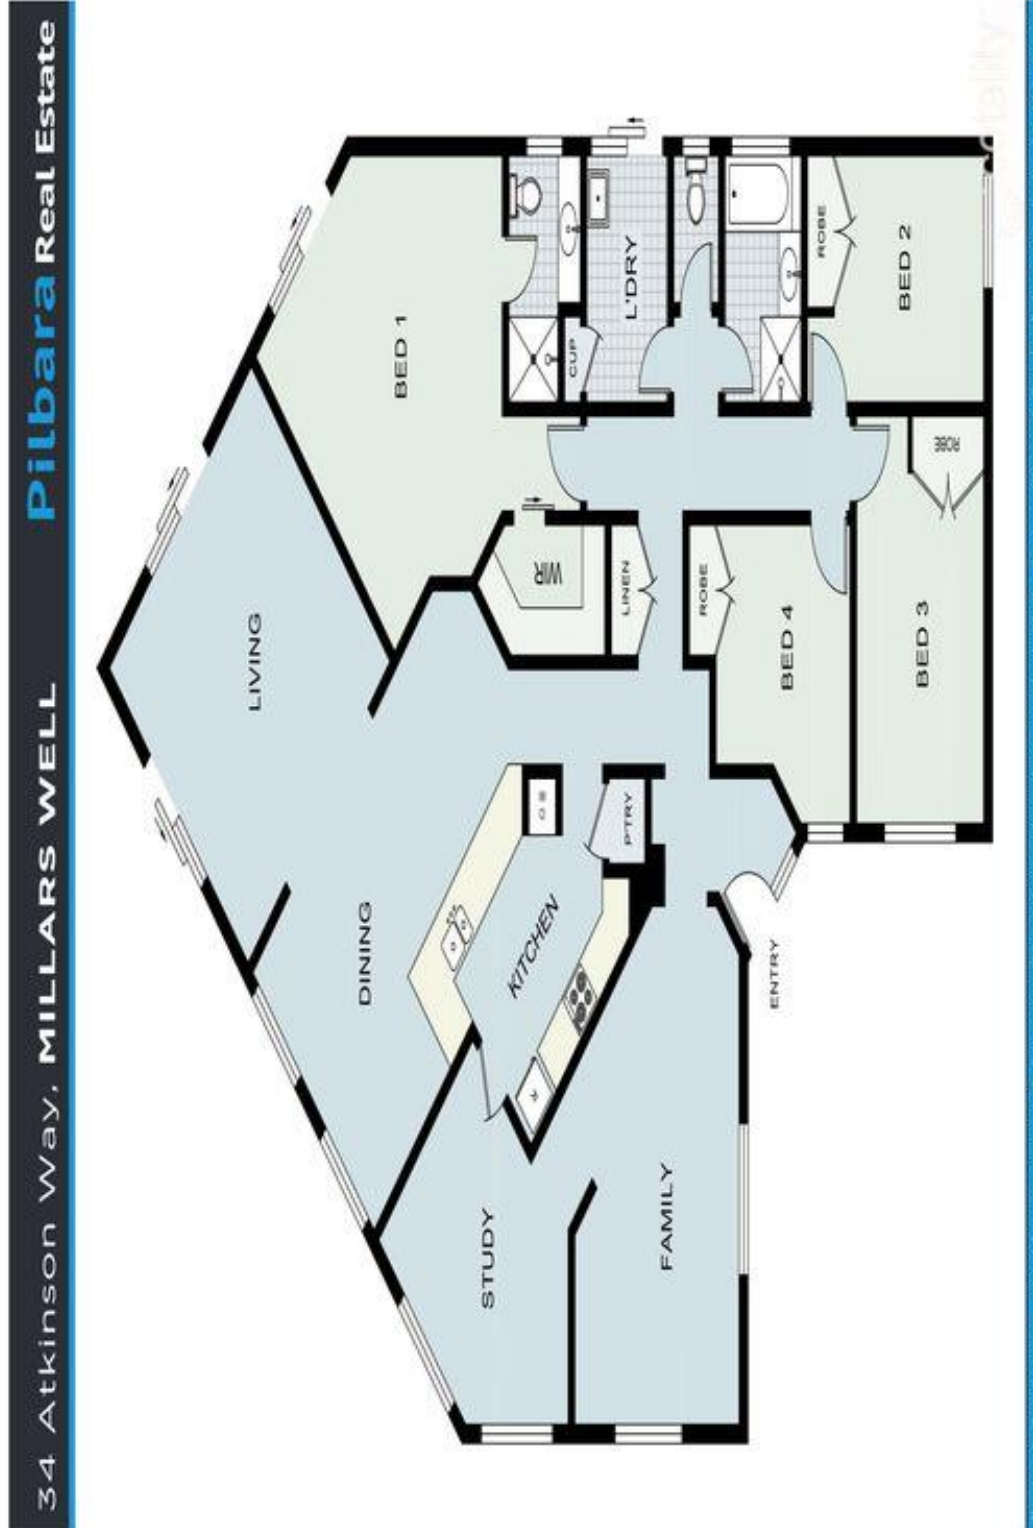 34 Atkinson Way, MILLARS WELL Pilbara Real Estate
LIVING
BED 1
DINING
STUDY
FAMILY
KITCHEN
PTRY
ENTRY
WIR
LINEN
ROBE
CUP
L'DRY
ROBE
BED 2
BED 4
BED 3
ROBE
R